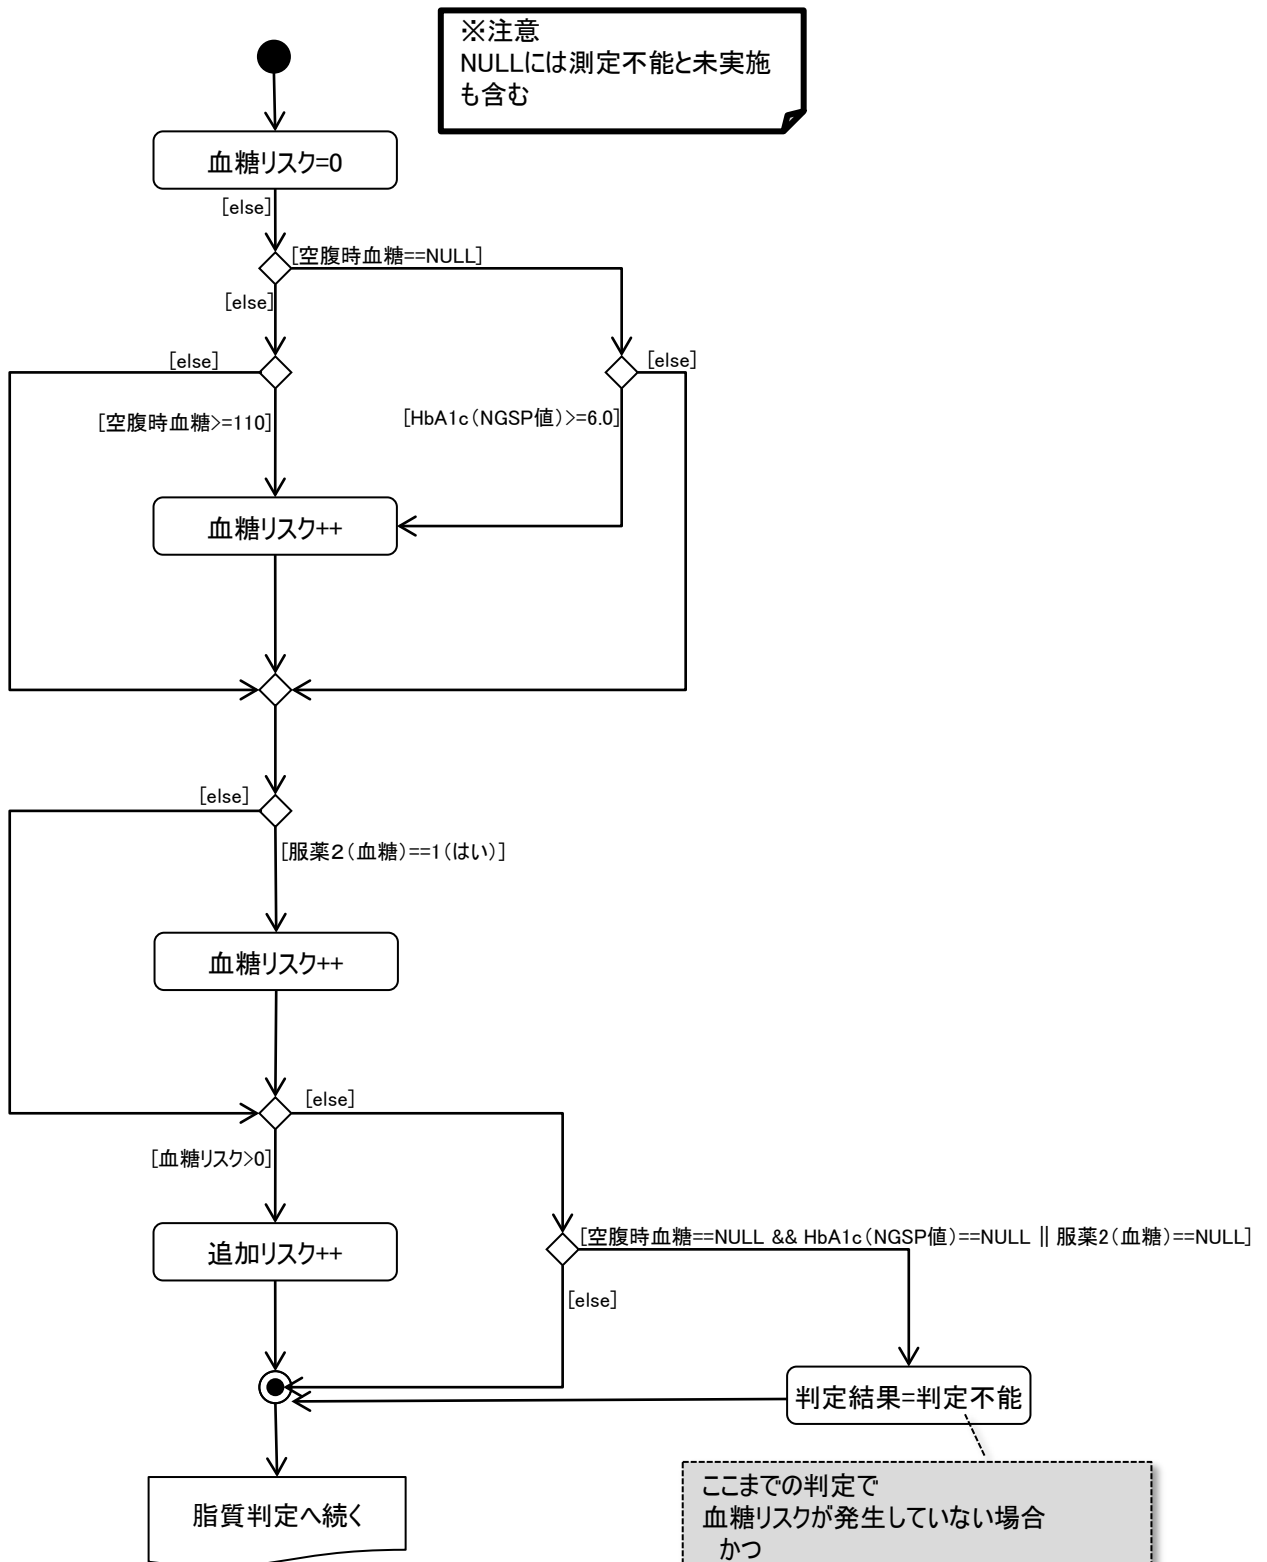 ※注意
NULLには測定不能と未実施
も含む
血糖リスク=0
[else]
[空腹時血糖==NULL]
[else]
[else]
[else]
[空腹時血糖>=110]
[HbA1c(NGSP値)>=6.0]
血糖リスク++
[else]
[服薬2(血糖)==1(はい)]
血糖リスク++
[else]
[血糖リスク>0]
追加リスク++
[空腹時血糖==NULL && HbA1c(NGSP値)==NULL || 服薬2(血糖)==NULL]
[else]
判定結果=判定不能
脂質判定へ続く
ここまでの判定で
血糖リスクが発生していない場合
かつ